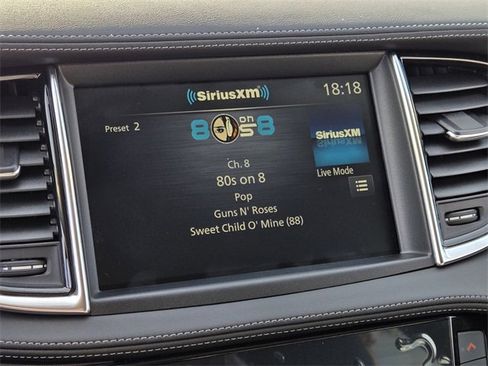 SiriusXM
18:18
Preset 2
8 on 8
80s
SiriusXM
Live Mode
Ch. 8
80s on 8
Pop
Guns N' Roses
Sweet Child O' Mine (88)